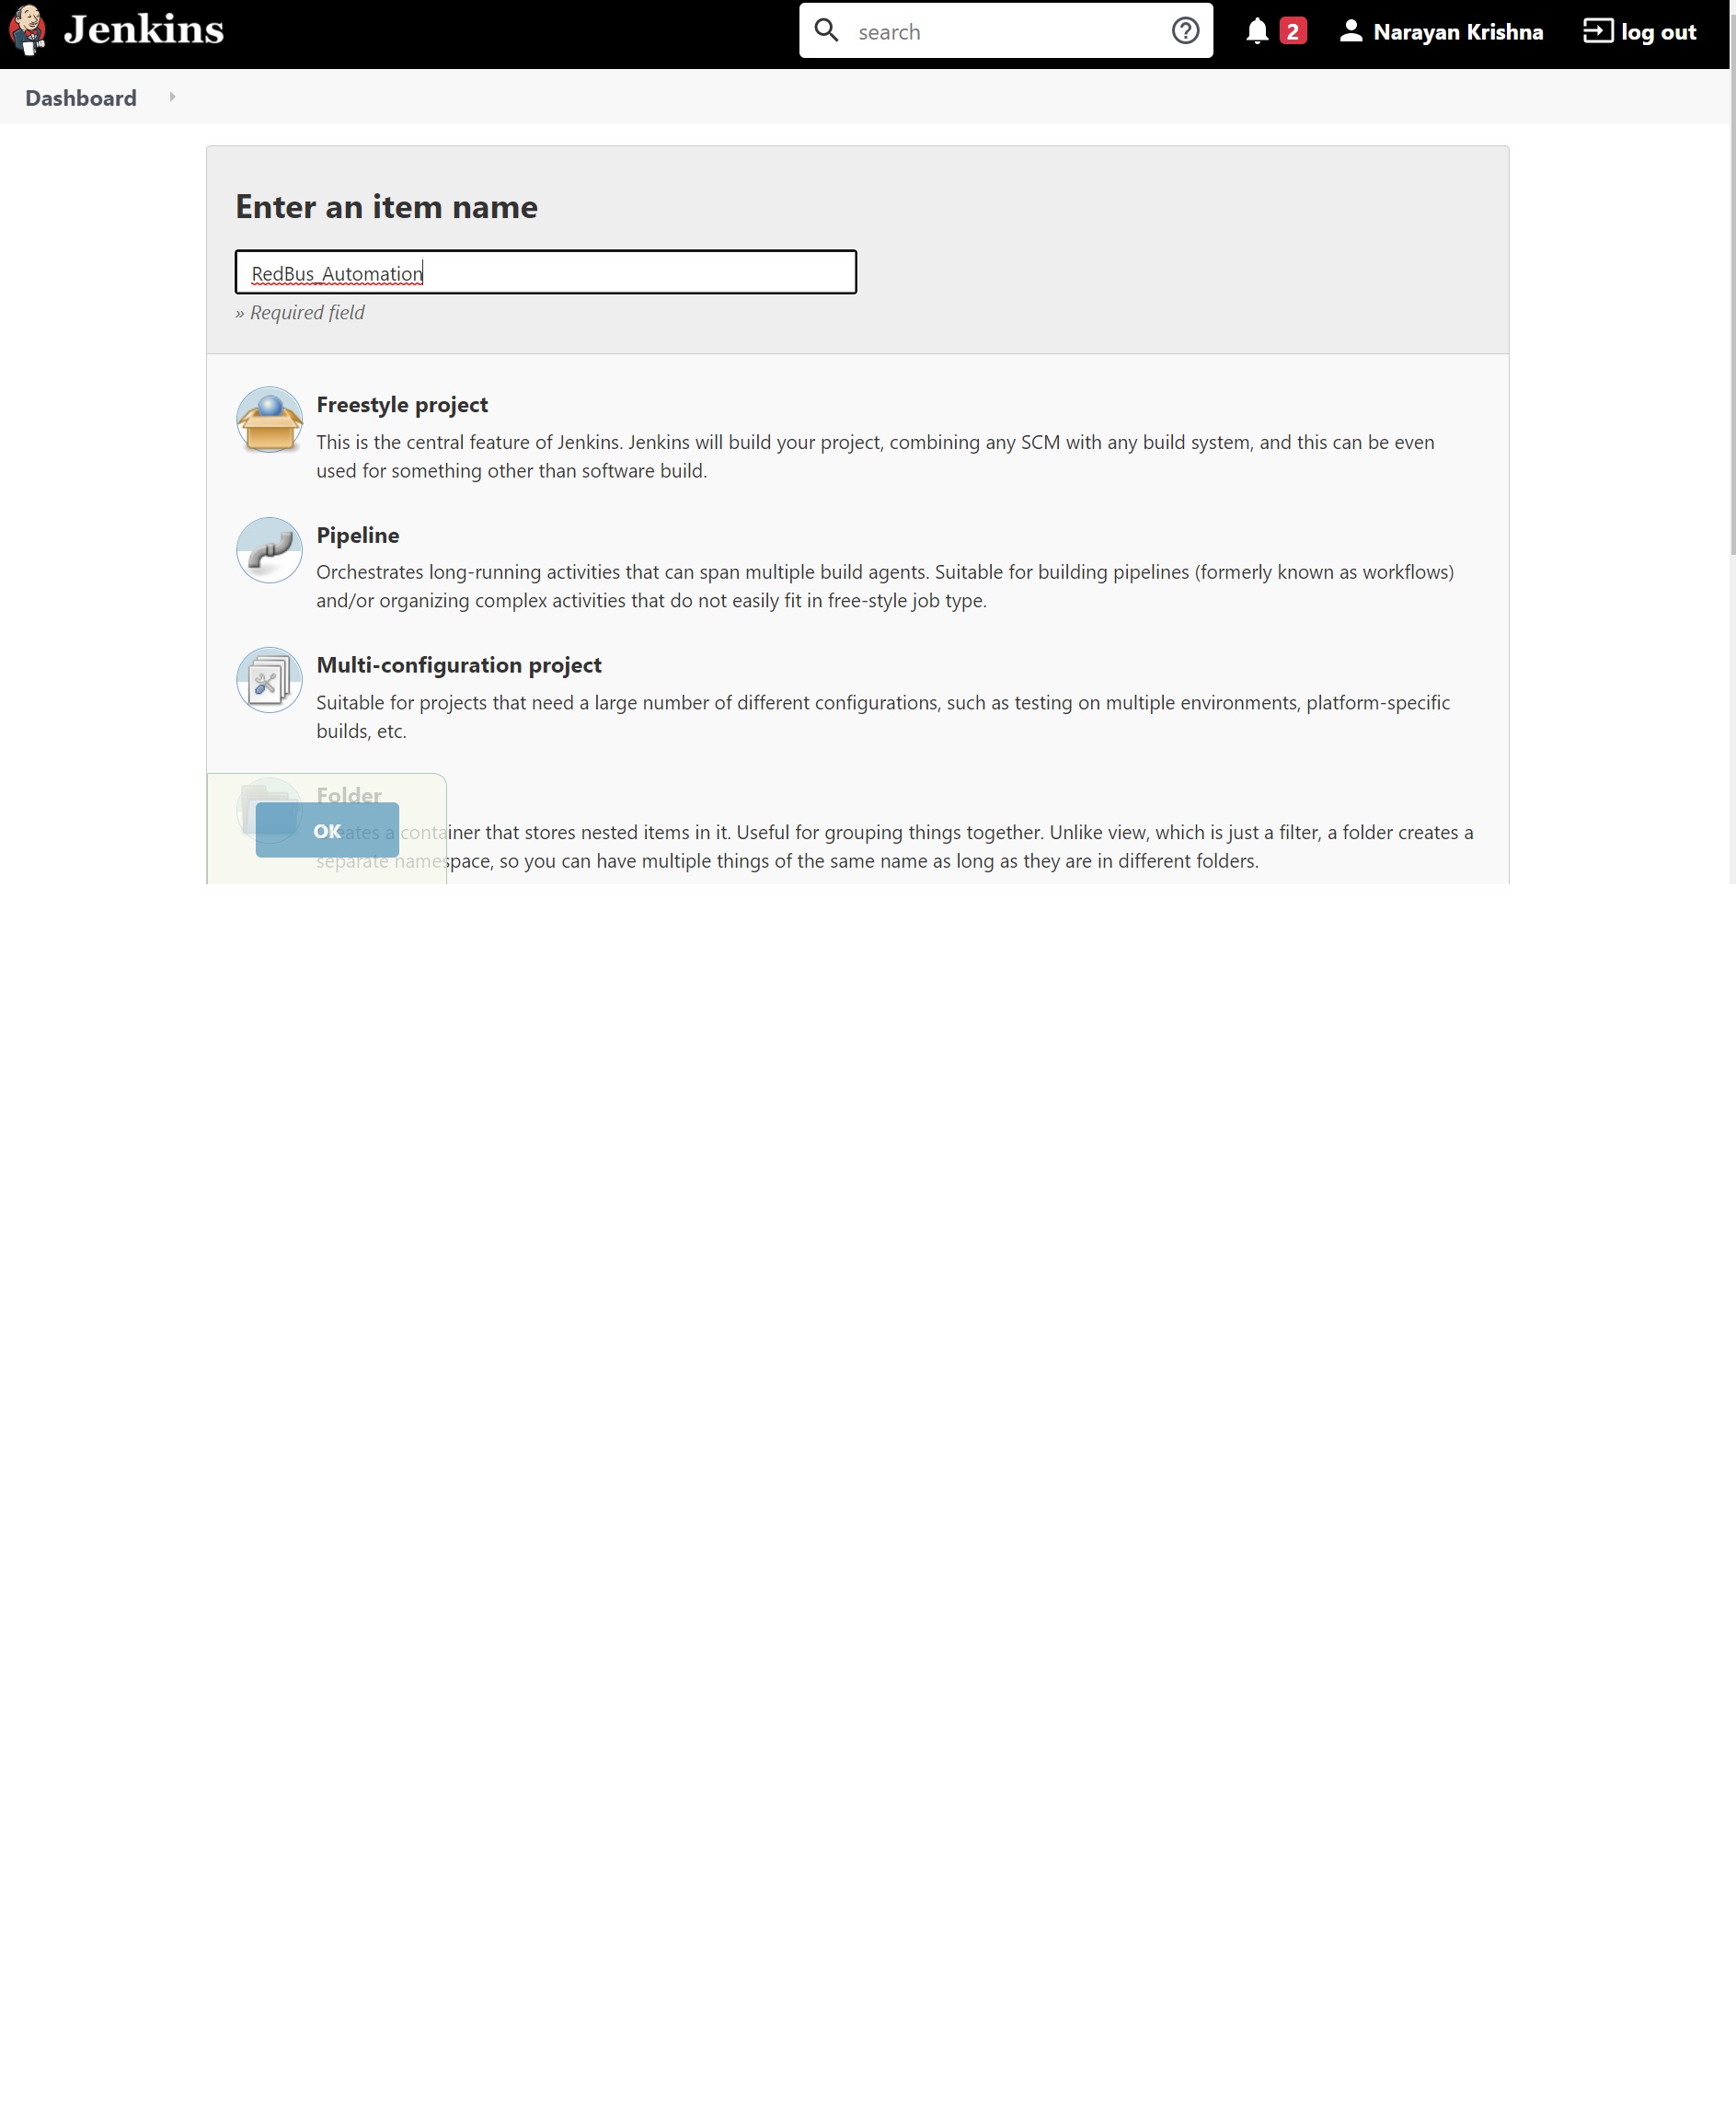 Jenkins
search
2
Narayan Krishna
log out
Dashboard
Enter an item name
RedBus_Automation
» Required field
Freestyle project
This is the central feature of Jenkins. Jenkins will build your project, combining any SCM with any build system, and this can be even
used for something other than software build.
Pipeline
Orchestrates long-running activities that can span multiple build agents. Suitable for building pipelines (formerly known as workflows)
and/or organizing complex activities that do not easily fit in free-style job type.
Multi-configuration project
Suitable for projects that need a large number of different configurations, such as testing on multiple environments, platform-specific
builds, etc.
Folder
OK
Creates a container that stores nested items in it. Useful for grouping things together. Unlike view, which is just a filter, a folder creates a
separate namespace, so you can have multiple things of the same name as long as they are in different folders.